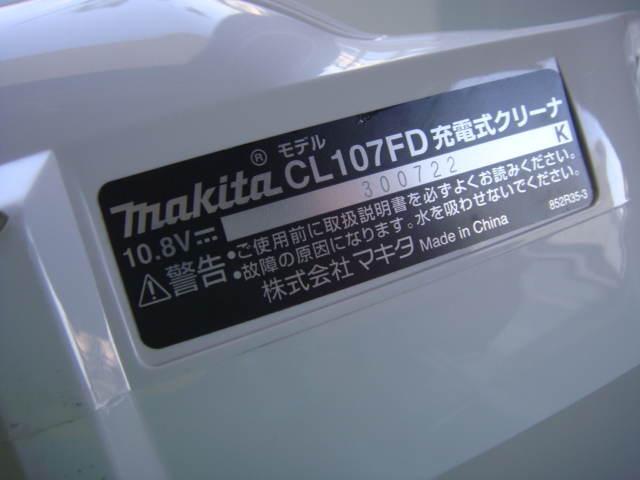 makita® モデル CL107FD 充電式クリーナ
10.8V⎓ 300722 K
⚠警告 •ご使用前に取扱説明書を必ずよくお読みください。
•故障の原因になります。水を吸わせないでください。
株式会社 マキタ Made in China 852R35-3